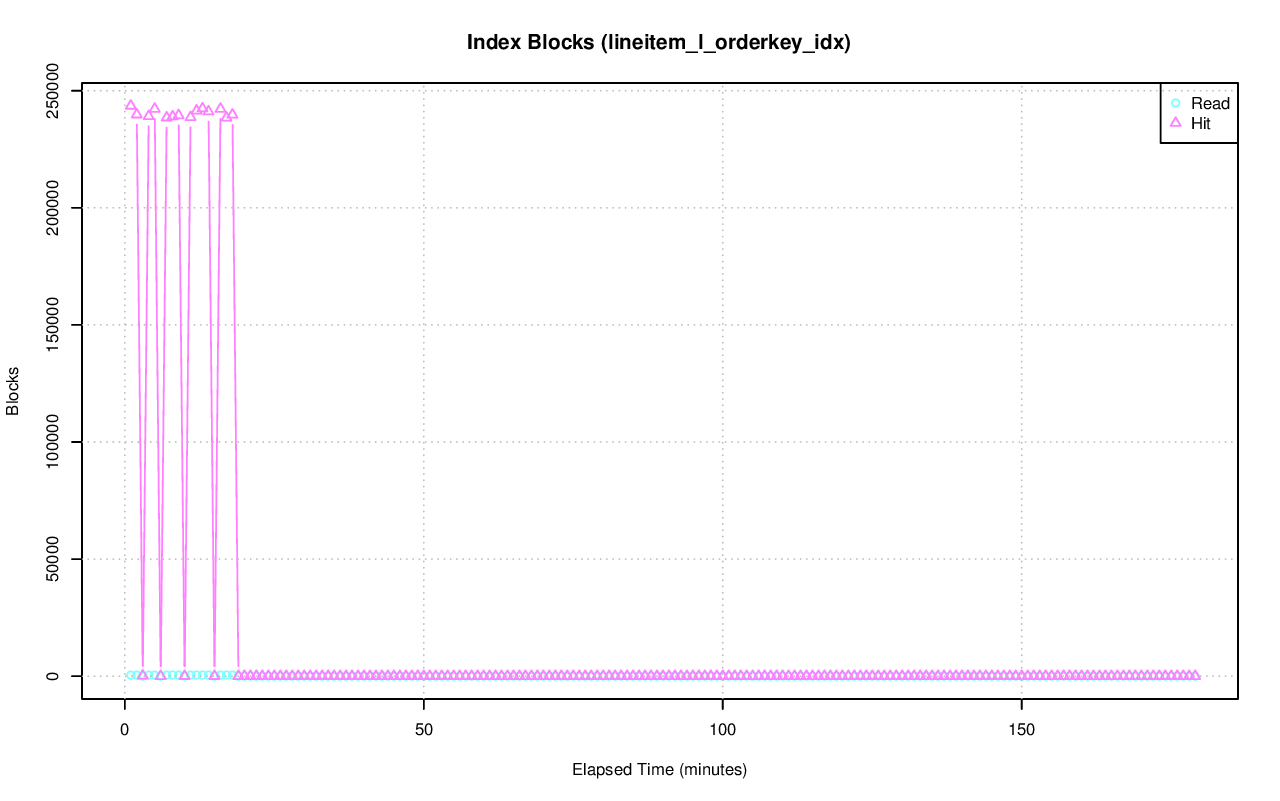 Index Blocks (lineitem_l_orderkey_idx)
Read
Hit
Blocks
250000
200000
150000
100000
50000
0
0 50 100 150
Elapsed Time (minutes)